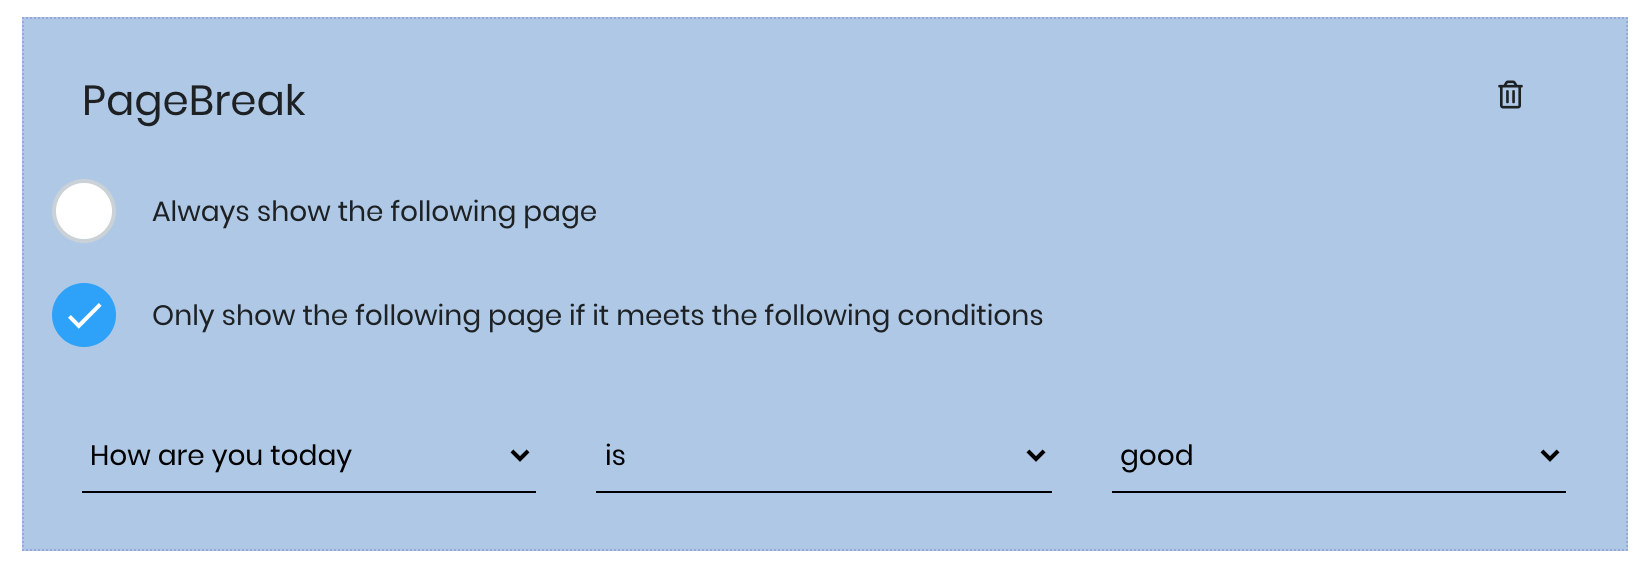 PageBreak
Always show the following page
Only show the following page if it meets the following conditions
How are you today is good